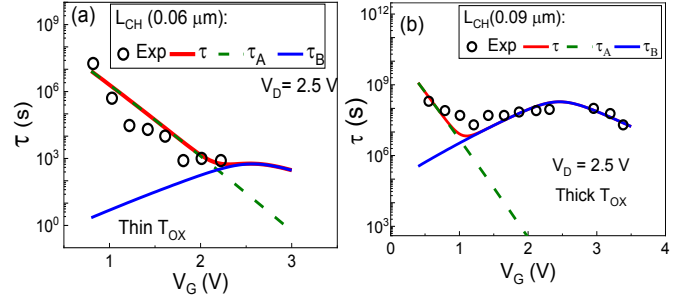 (a)
L_CH (0.06 μm):
Exp τ τ_A τ_B
V_D= 2.5 V
Thin T_OX
τ (s)
10^9
10^6
10^3
10^0
1 2 3
V_G (V)
(b)
L_CH(0.09 μm):
Exp τ τ_A τ_B
V_D = 2.5 V
Thick T_OX
τ (s)
10^12
10^9
10^6
10^3
0 1 2 3 4
V_G (V)